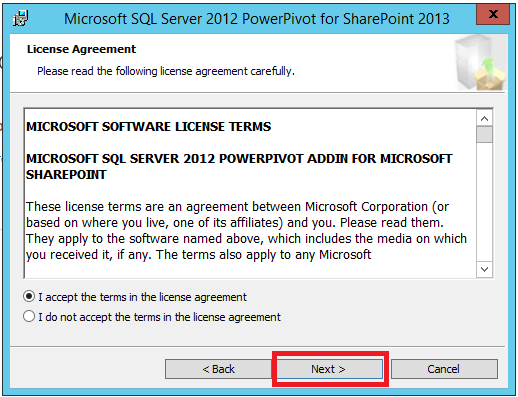 Microsoft SQL Server 2012 PowerPivot for SharePoint 2013
x
License Agreement
Please read the following license agreement carefully.
MICROSOFT SOFTWARE LICENSE TERMS
MICROSOFT SQL SERVER 2012 POWERPIVOT ADDIN FOR MICROSOFT
SHAREPOINT
These license terms are an agreement between Microsoft Corporation (or
based on where you live, one of its affiliates) and you. Please read them.
They apply to the software named above, which includes the media on which
you received it, if any. The terms also apply to any Microsoft
I accept the terms in the license agreement
I do not accept the terms in the license agreement
< Back Next > Cancel